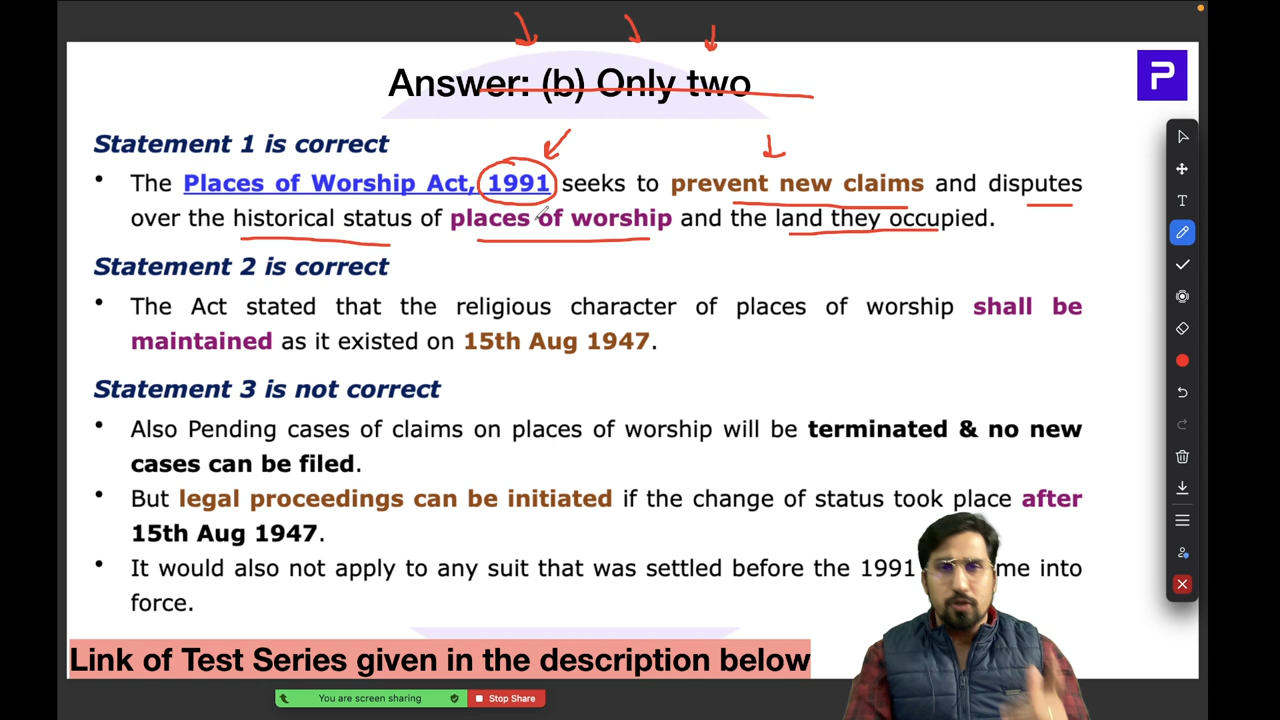 Answer: (b) Only two
Statement 1 is correct
• The Places of Worship Act, 1991 seeks to prevent new claims and disputes
over the historical status of places of worship and the land they occupied.
Statement 2 is correct
• The Act stated that the religious character of places of worship shall be
maintained as it existed on 15th Aug 1947.
Statement 3 is not correct
• Also Pending cases of claims on places of worship will be terminated & no new
cases can be filed.
• But legal proceedings can be initiated if the change of status took place after
15th Aug 1947.
• It would also not apply to any suit that was settled before the 1991 me into
force.
Link of Test Series given in the description below
You are screen sharing Stop Share